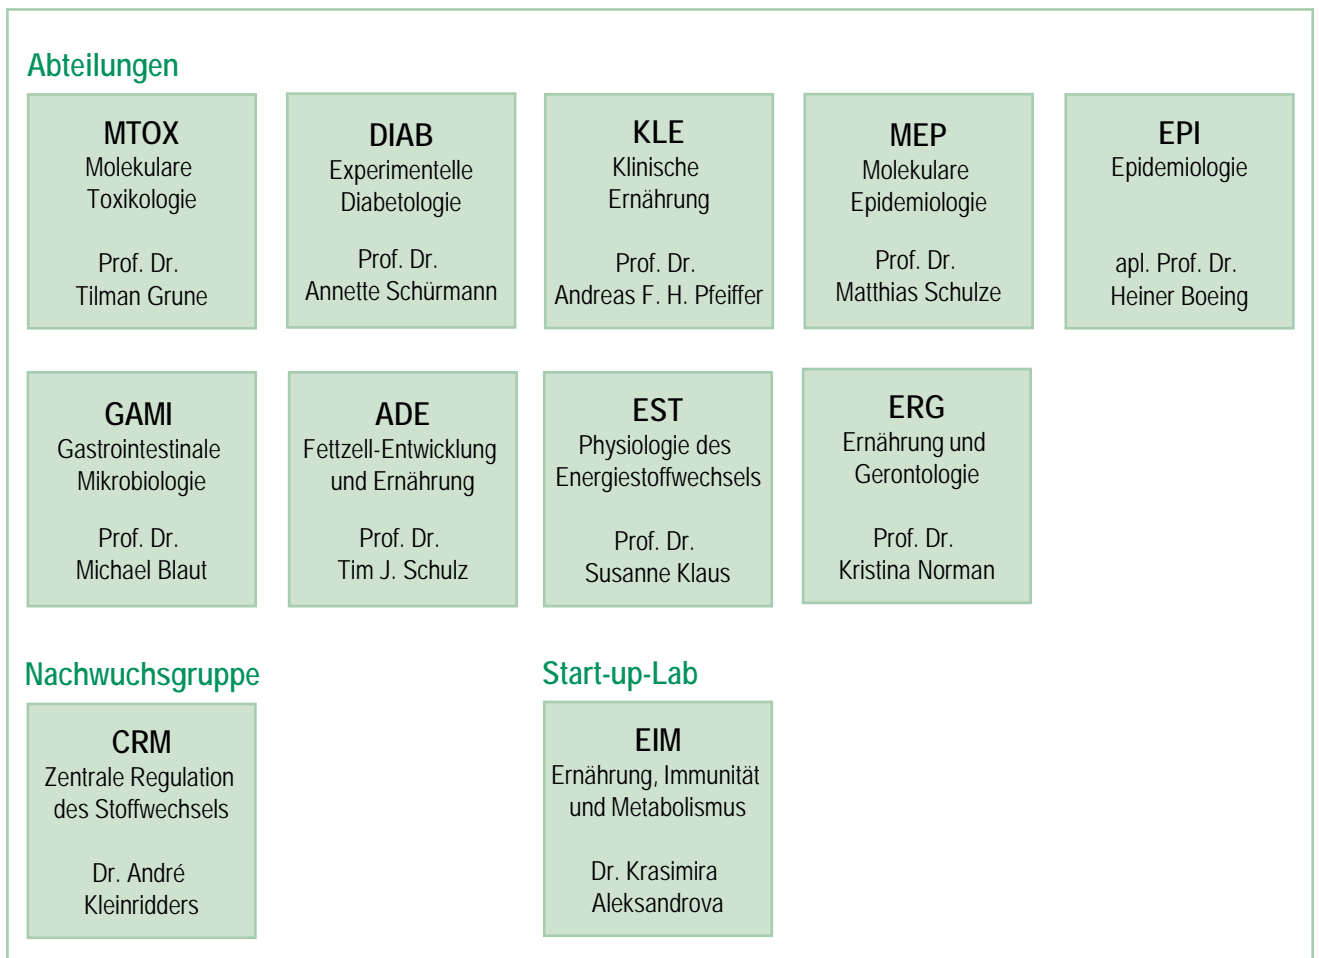 Abteilungen
MTOX
Molekulare
Toxikologie
Prof. Dr.
Tilman Grune
DIAB
Experimentelle
Diabetologie
Prof. Dr.
Annette Schürmann
KLE
Klinische
Ernährung
Prof. Dr.
Andreas F. H. Pfeiffer
MEP
Molekulare
Epidemiologie
Prof. Dr.
Matthias Schulze
EPI
Epidemiologie
apl. Prof. Dr.
Heiner Boeing
GAMI
Gastrointestinale
Mikrobiologie
Prof. Dr.
Michael Blaut
ADE
Fettzell-Entwicklung
und Ernährung
Prof. Dr.
Tim J. Schulz
EST
Physiologie des
Energiestoffwechsels
Prof. Dr.
Susanne Klaus
ERG
Ernährung und
Gerontologie
Prof. Dr.
Kristina Norman
Nachwuchsgruppe
CRM
Zentrale Regulation
des Stoffwechsels
Dr. André
Kleinridders
Start-up-Lab
EIM
Ernährung, Immunität
und Metabolismus
Dr. Krasimira
Aleksandrova